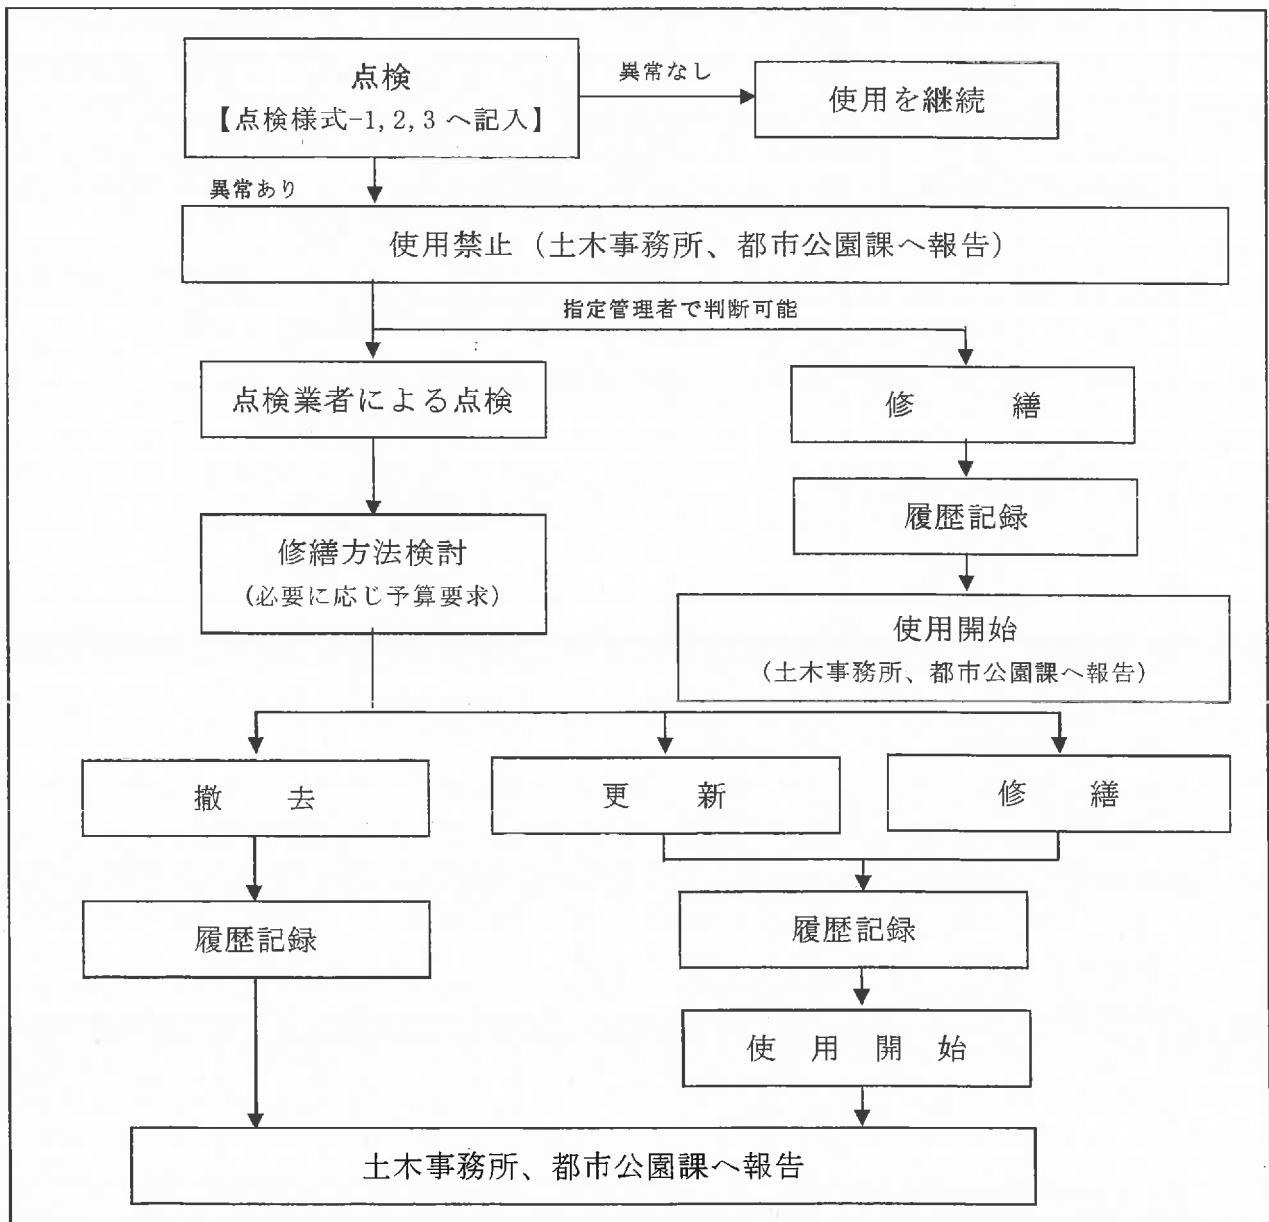 点検
【点検様式-1,2,3 へ記入】
異常なし
使用を継続
異常あり
使用禁止（土木事務所、都市公園課へ報告）
指定管理者で判断可能
点検業者による点検
修　繕
履歴記録
修繕方法検討
(必要に応じ予算要求)
使用開始
(土木事務所、都市公園課へ報告)
撤　去
更　新
修　繕
履歴記録
履歴記録
使　用　開　始
土木事務所、都市公園課へ報告